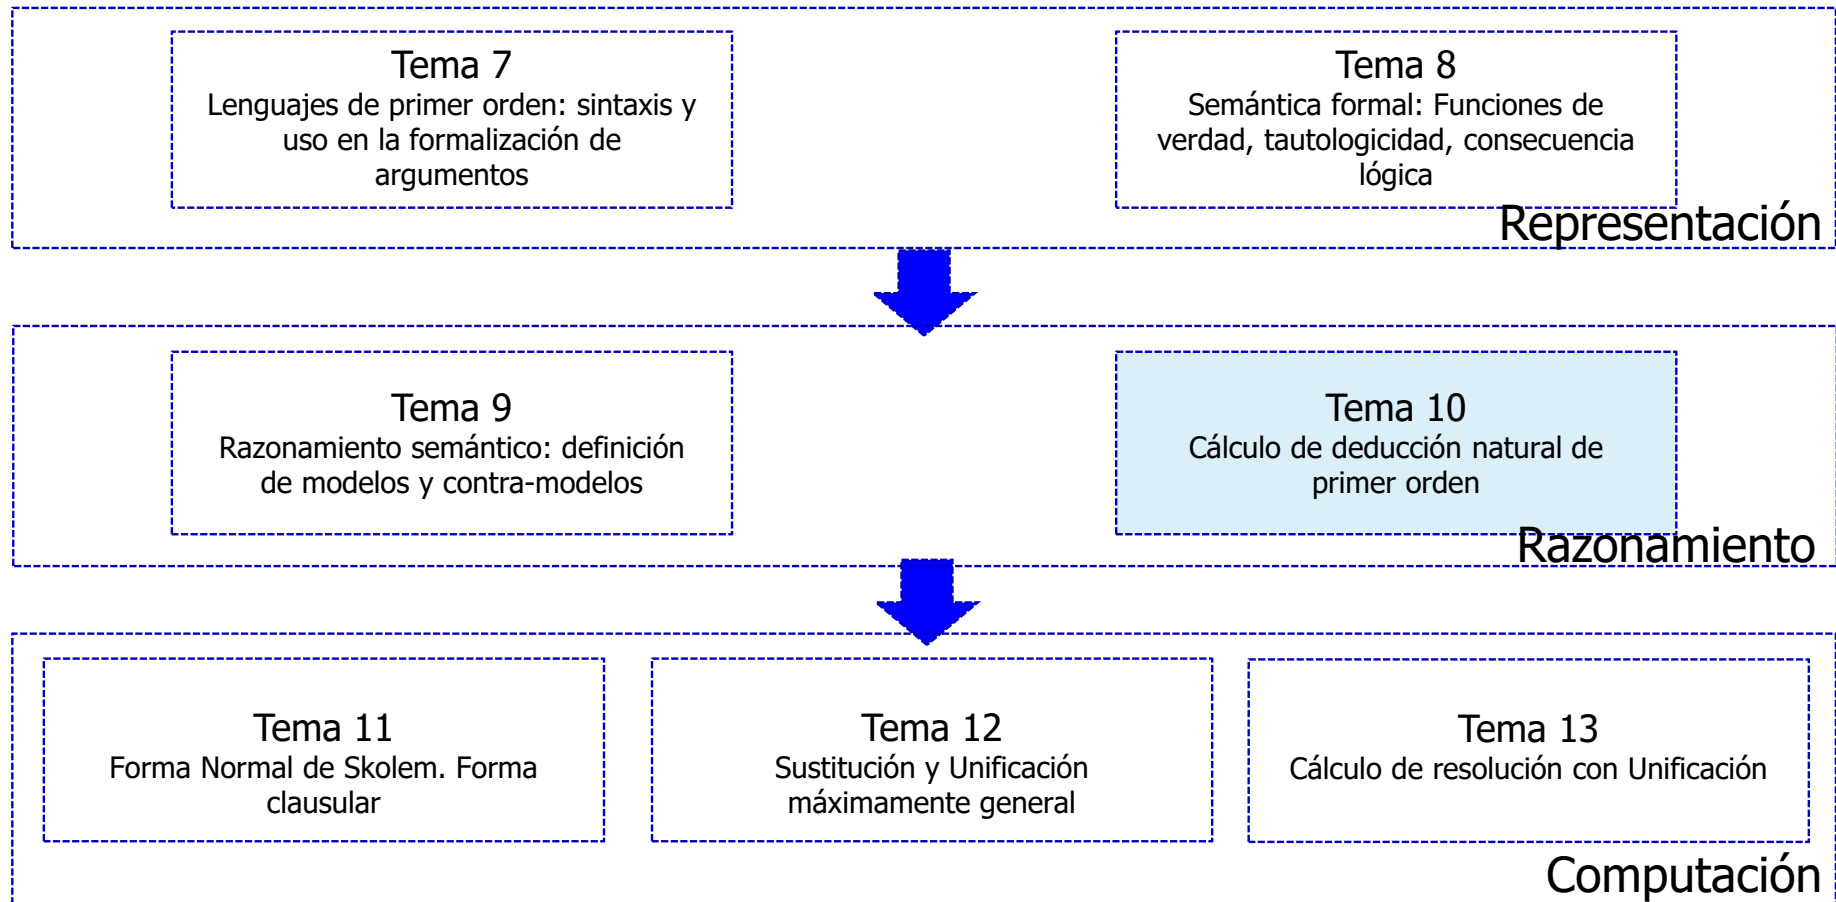 Tema 7
Lenguajes de primer orden: sintaxis y
uso en la formalización de
argumentos
Tema 8
Semántica formal: Funciones de
verdad, tautologicidad, consecuencia
lógica
Representación
Tema 9
Razonamiento semántico: definición
de modelos y contra-modelos
Tema 10
Cálculo de deducción natural de
primer orden
Razonamiento
Tema 11
Forma Normal de Skolem. Forma
clausular
Tema 12
Sustitución y Unificación
máximamente general
Tema 13
Cálculo de resolución con Unificación
Computación